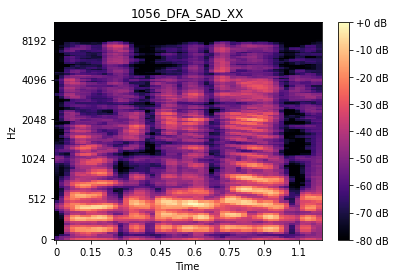 1056_DFA_SAD_XX
+0 dB
8192
-10 dB
4096
-20 dB
-30 dB
2048
Hz
-40 dB
1024
-50 dB
512
-60 dB
-70 dB
0
-80 dB
0 0.15 0.3 0.45 0.6 0.75 0.9 1.1
Time